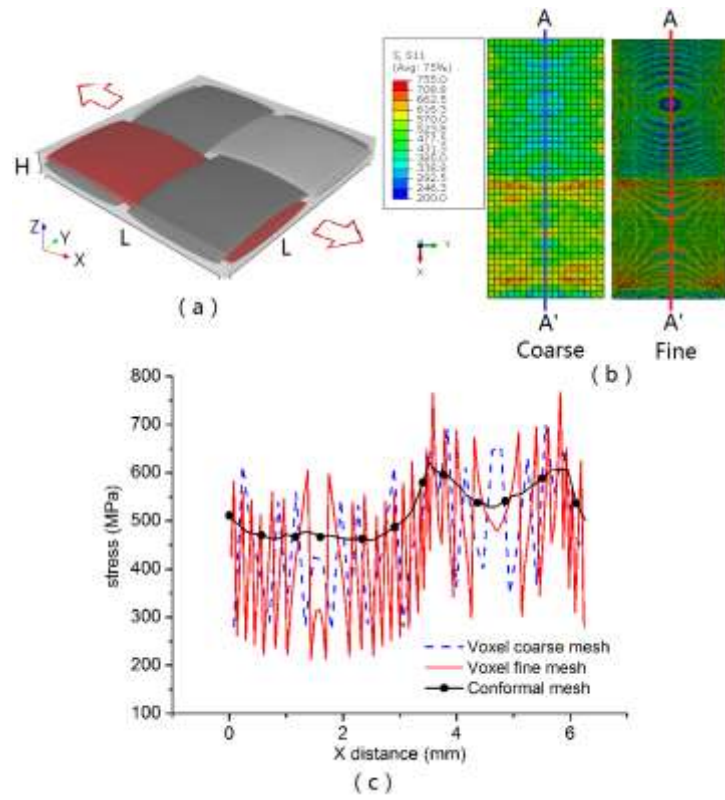 H
L
L
Z
Y
X
( a )
S, S11
(Avg: 75%)
755.0
708.8
662.5
616.3
570.0
523.8
477.5
431.3
385.0
338.8
292.5
246.3
200.0
Y
X
A
A
A'
A'
Coarse
Fine
( b )
800
700
600
500
400
300
200
100
stress (MPa)
Voxel coarse mesh
Voxel fine mesh
Conformal mesh
0
2
4
6
X distance (mm)
( c )